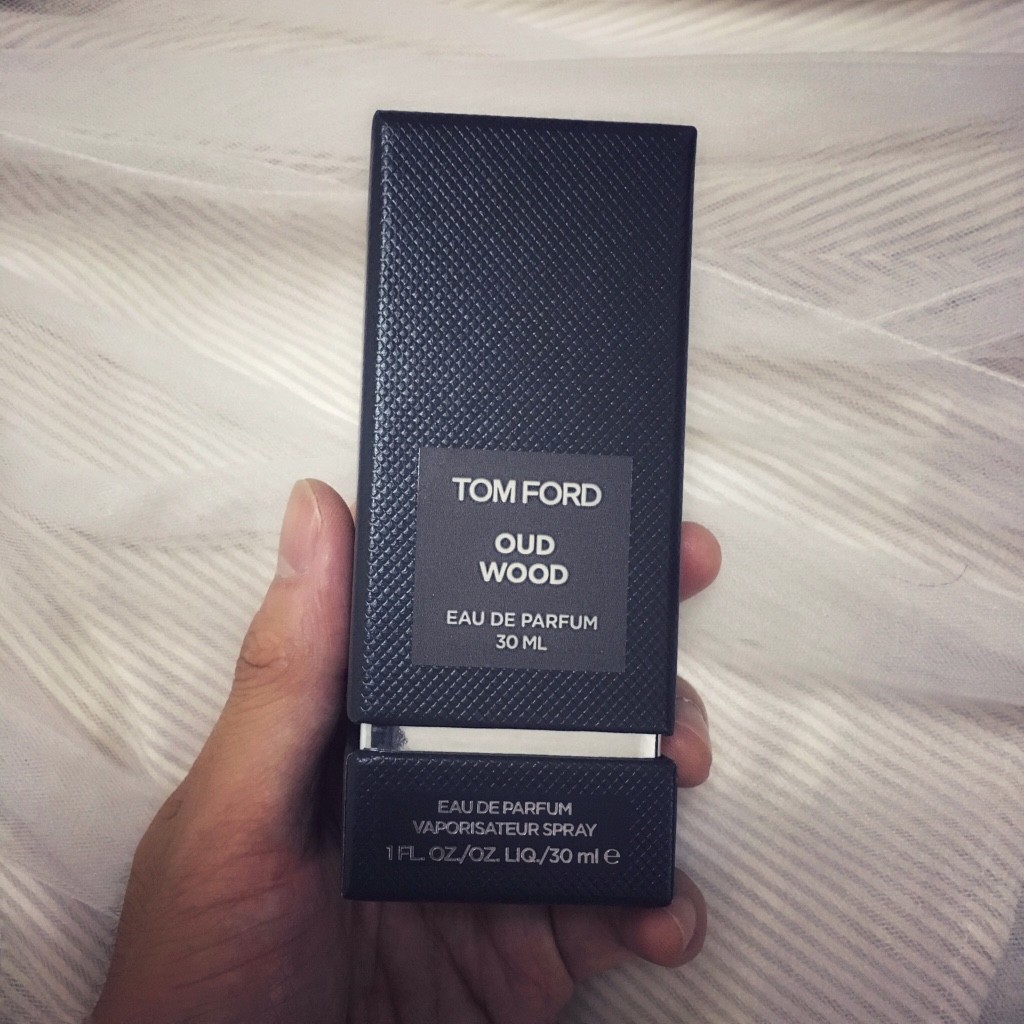 TOM FORD
OUD
WOOD
EAU DE PARFUM
30 ML
EAU DE PARFUM
VAPORISATEUR SPRAY
1 FL. OZ./OZ. LIQ./30 ml ℮